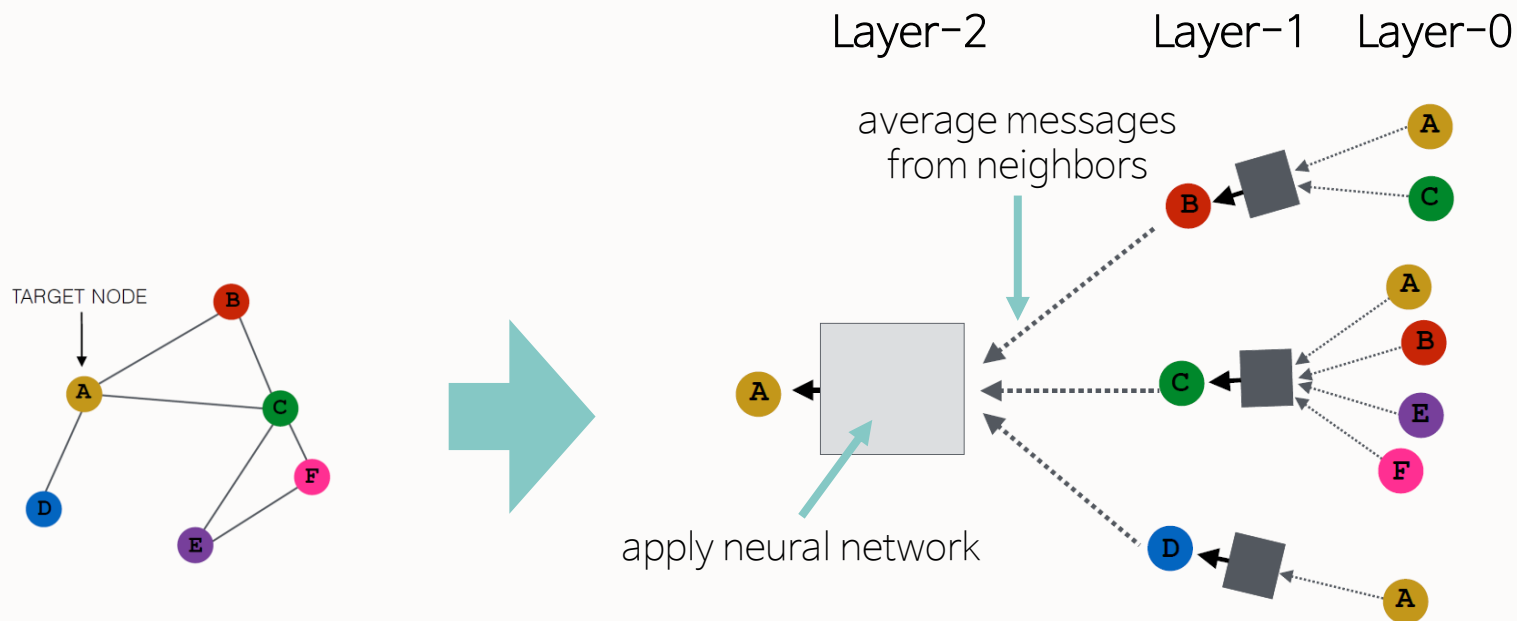 Layer-2
Layer-1
Layer-0
average messages
from neighbors
TARGET NODE
A
B
C
D
E
F
A
B
C
D
A
C
A
B
E
F
A
apply neural network